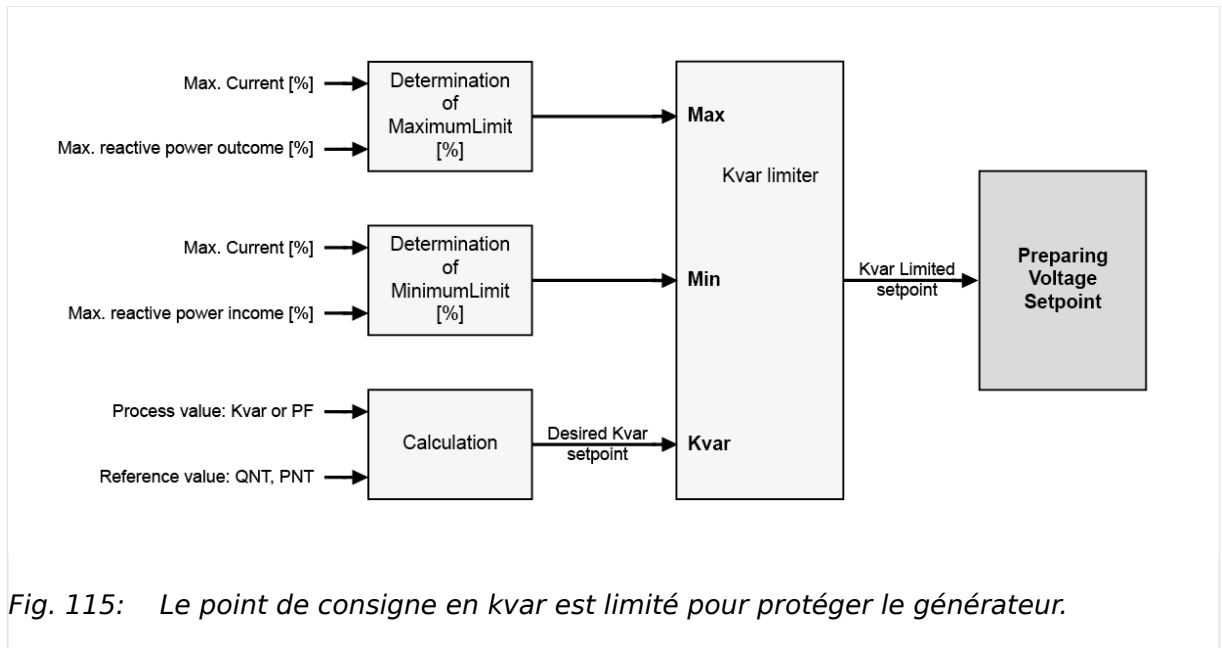 Max. Current [%]
Max. reactive power outcome [%]
Determination
of
MaximumLimit
[%]
Max
Kvar limiter
Max. Current [%]
Max. reactive power income [%]
Determination
of
MinimumLimit
[%]
Min
Kvar Limited
setpoint
Preparing
Voltage
Setpoint
Process value: Kvar or PF
Reference value: QNT, PNT
Calculation
Desired Kvar
setpoint
Kvar
Fig. 115: Le point de consigne en kvar est limité pour protéger le générateur.